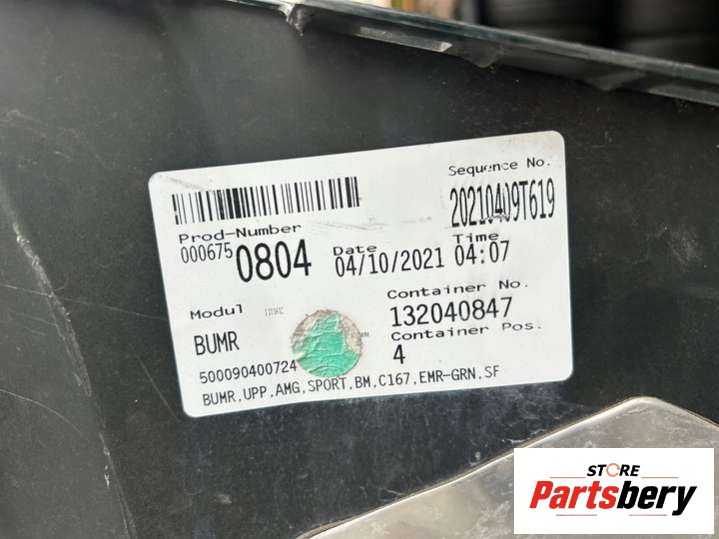 Sequence No.
20210409T619
Prod-Number
000675 0804
Date Time
04/10/2021 04:07
Modul
Container No.
BUMR
132040847
Container Pos.
500090400724
4
BUMR,UPP,AMG,SPORT,BM,C167,EMR-GRN,SF
STORE
Partsbery